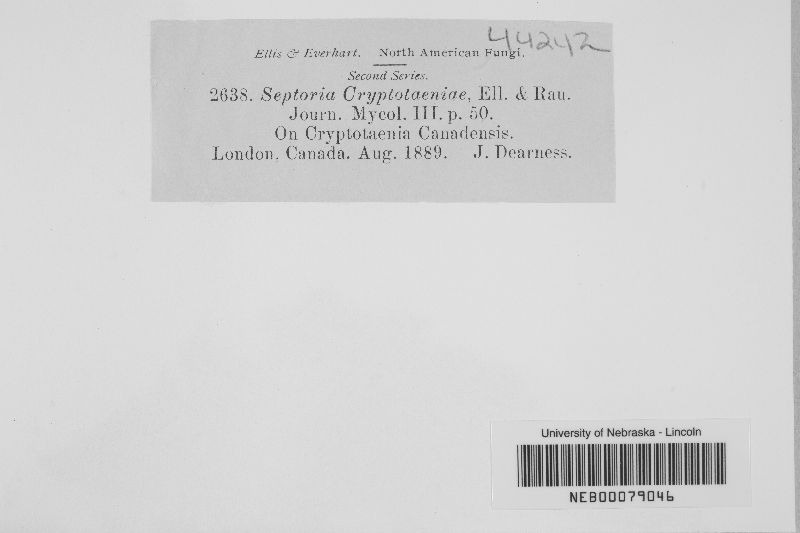 44242
Ellis & Everhart. North American Fungi.
Second Series.
2638. Septoria Cryptotaeniae, Ell. & Rau.
Journ. Mycol. III. p. 50.
On Cryptotaenia Canadensis.
London, Canada. Aug. 1889. J. Dearness.
University of Nebraska - Lincoln
NEB00079046